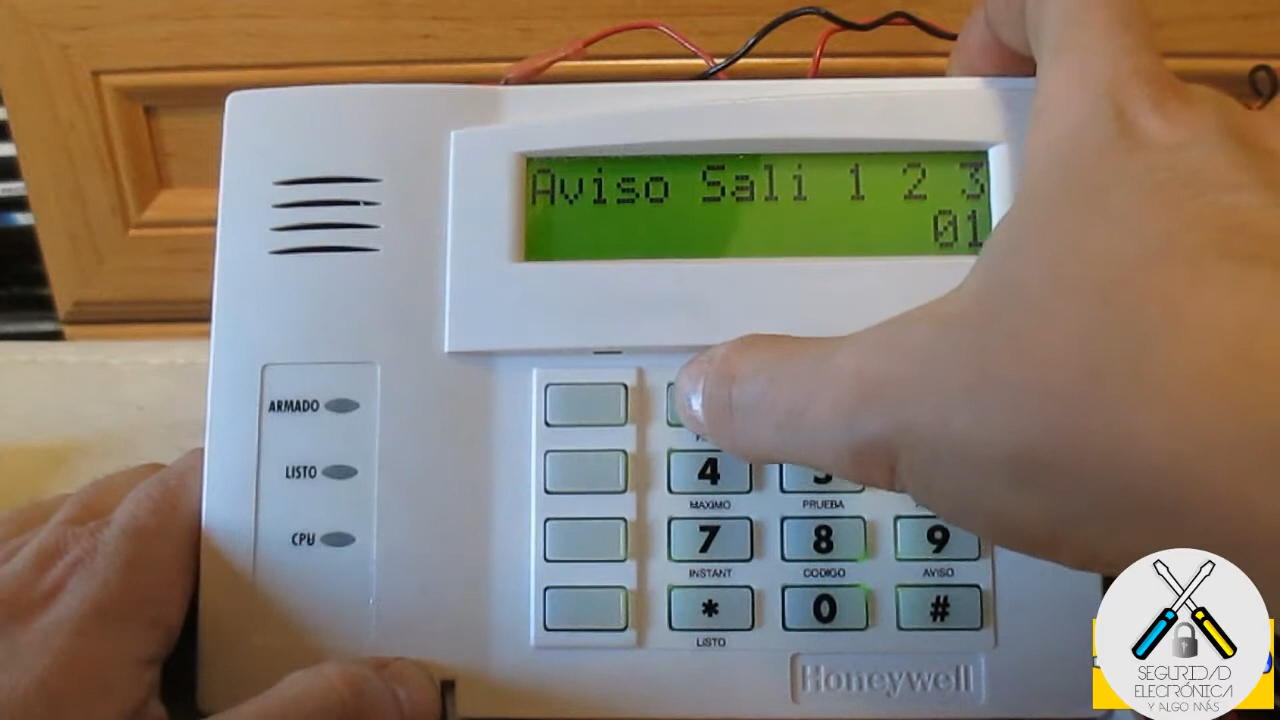 Aviso Sali 1 2 3
01
ARMADO
LISTO
CPU
4
MAXIMO
PRUEBA
7 8 9
INSTANT CODIGO AVISO
* 0 #
LISTO
Honeywell
SEGURIDAD
ELECTRÓNICA
Y ALGO MÁS